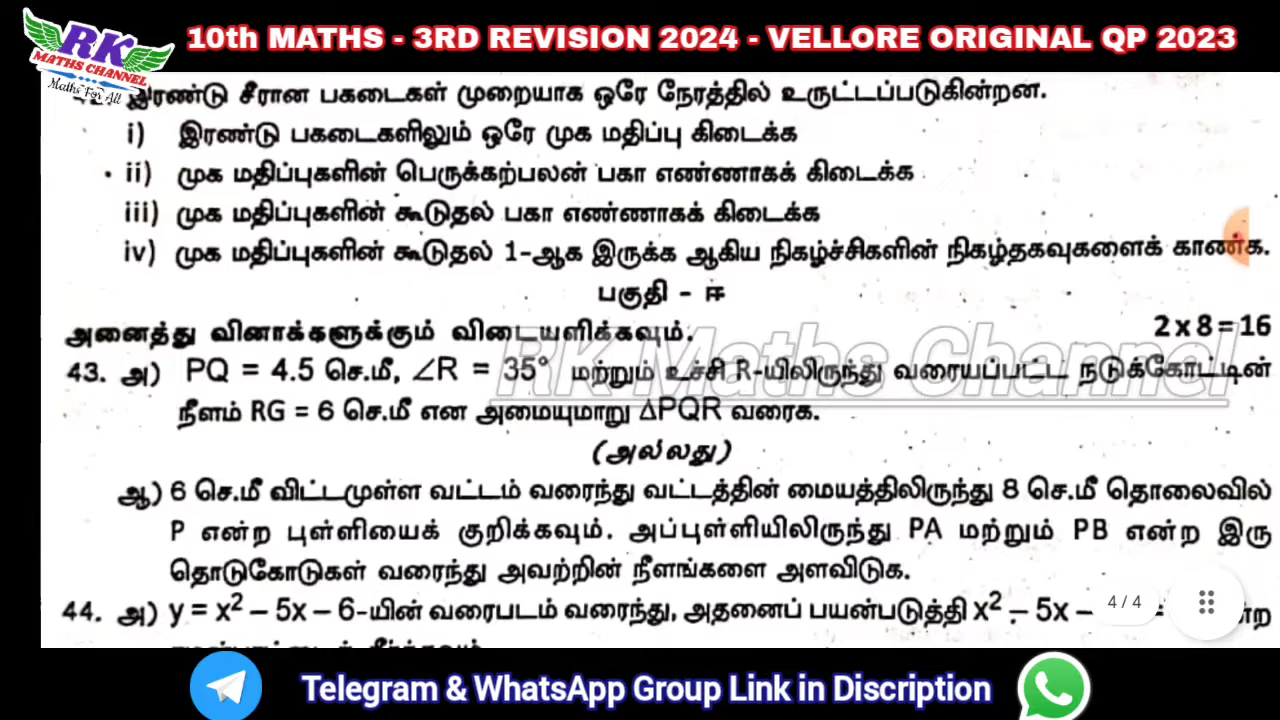 RK
MATHS CHANNEL
Maths For All
10th MATHS - 3RD REVISION 2024 - VELLORE ORIGINAL QP 2023
இரண்டு சீரான பகடைகள் முறையாக ஒரே நேரத்தில் உருட்டப்படுகின்றன.
i) இரண்டு பகடைகளிலும் ஒரே முக மதிப்பு கிடைக்க
ii) முக மதிப்புகளின் பெருக்கற்பலன் பகா எண்ணாகக் கிடைக்க
iii) முக மதிப்புகளின் கூடுதல் பகா எண்ணாகக் கிடைக்க
iv) முக மதிப்புகளின் கூடுதல் 1-ஆக இருக்க ஆகிய நிகழ்ச்சிகளின் நிகழ்தகவுகளைக் காண்க.
பகுதி - ஈ
அனைத்து வினாக்களுக்கும் விடையளிக்கவும். 2 x 8 = 16
RK Maths Channel
43. அ) PQ = 4.5 செ.மீ, ∠R = 35° மற்றும் உச்சி R-யிலிருந்து வரையப்பட்ட நடுக்கோட்டின்
நீளம் RG = 6 செ.மீ என அமையுமாறு ΔPQR வரைக.
(அல்லது)
ஆ) 6 செ.மீ விட்டமுள்ள வட்டம் வரைந்து வட்டத்தின் மையத்திலிருந்து 8 செ.மீ தொலைவில்
P என்ற புள்ளியைக் குறிக்கவும். அப்புள்ளியிலிருந்து PA மற்றும் PB என்ற இரு
தொடுகோடுகள் வரைந்து அவற்றின் நீளங்களை அளவிடுக.
44. அ) y = x² – 5x – 6-யின் வரைபடம் வரைந்து, அதனைப் பயன்படுத்தி x² – 5x –
4 / 4
Telegram & WhatsApp Group Link in Discription